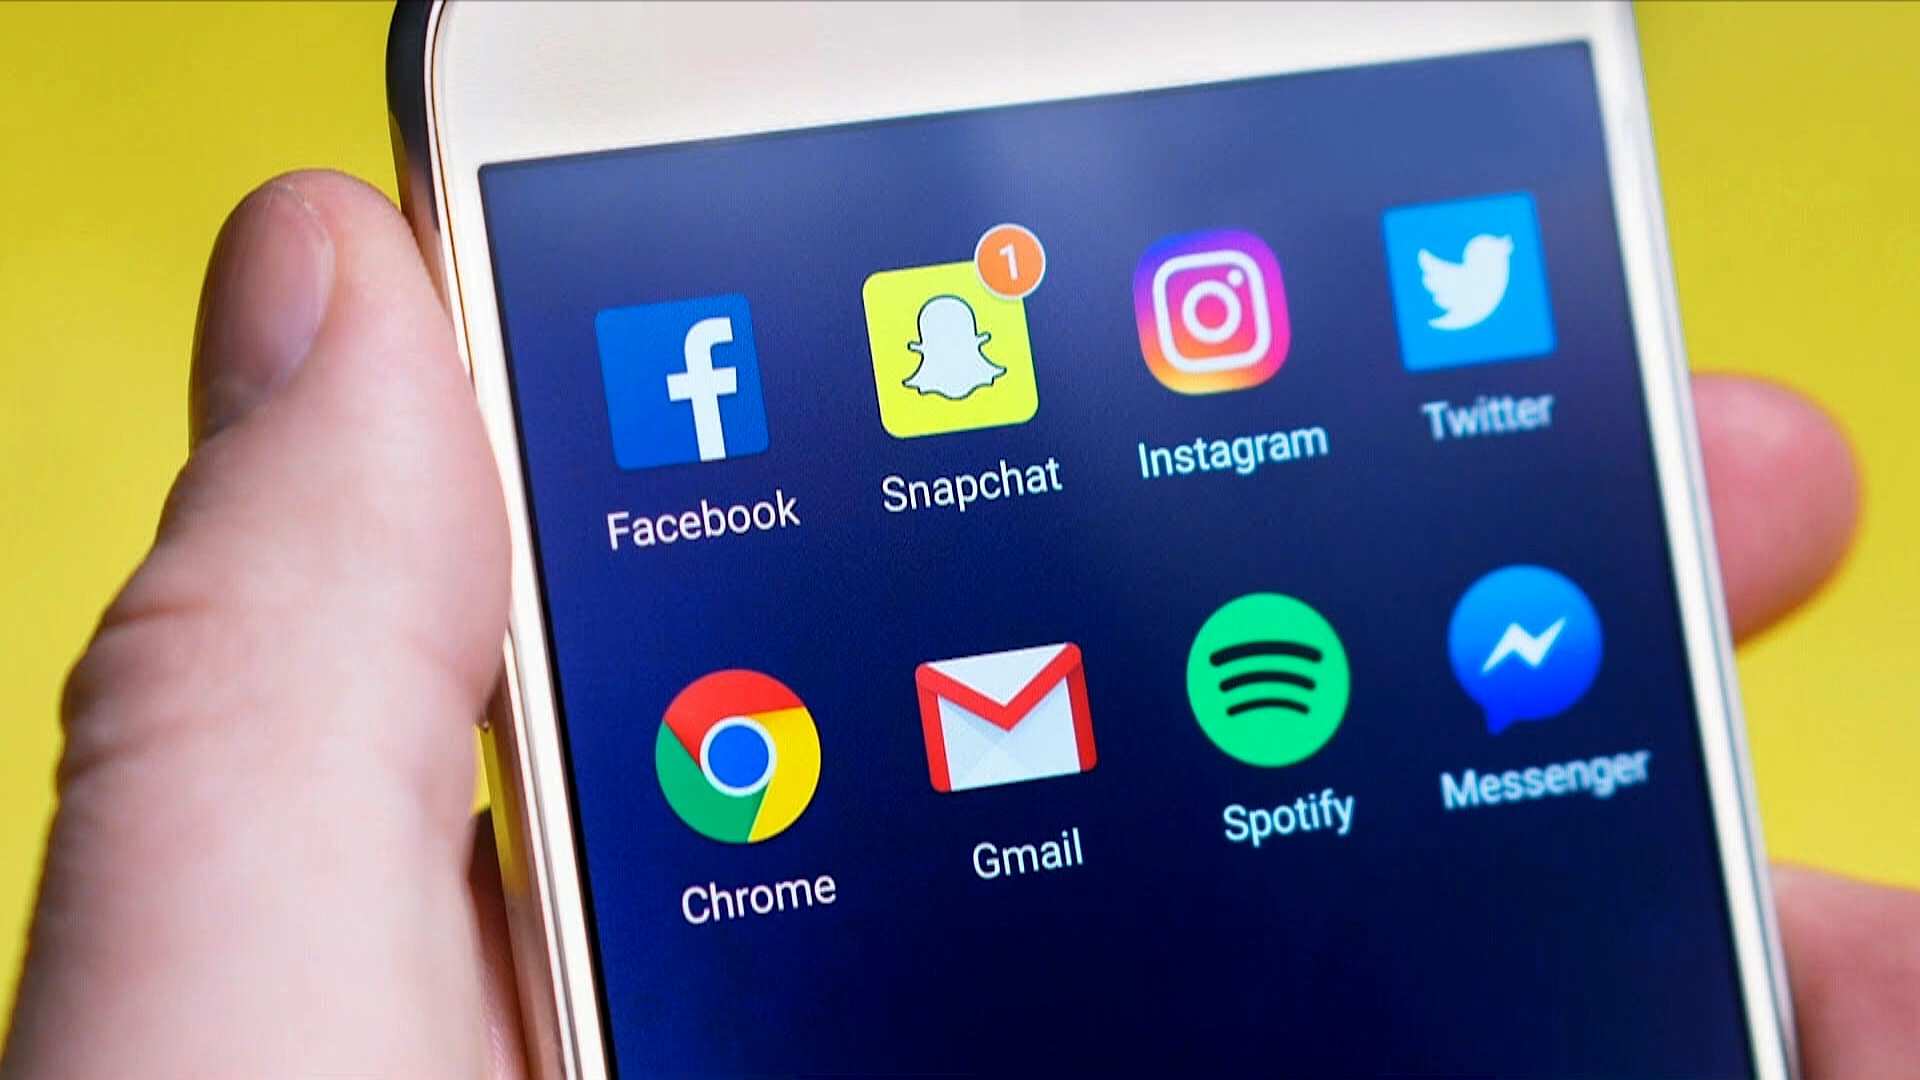 1
Facebook
Snapchat
Instagram
Twitter
Chrome
Gmail
Spotify
Messenger